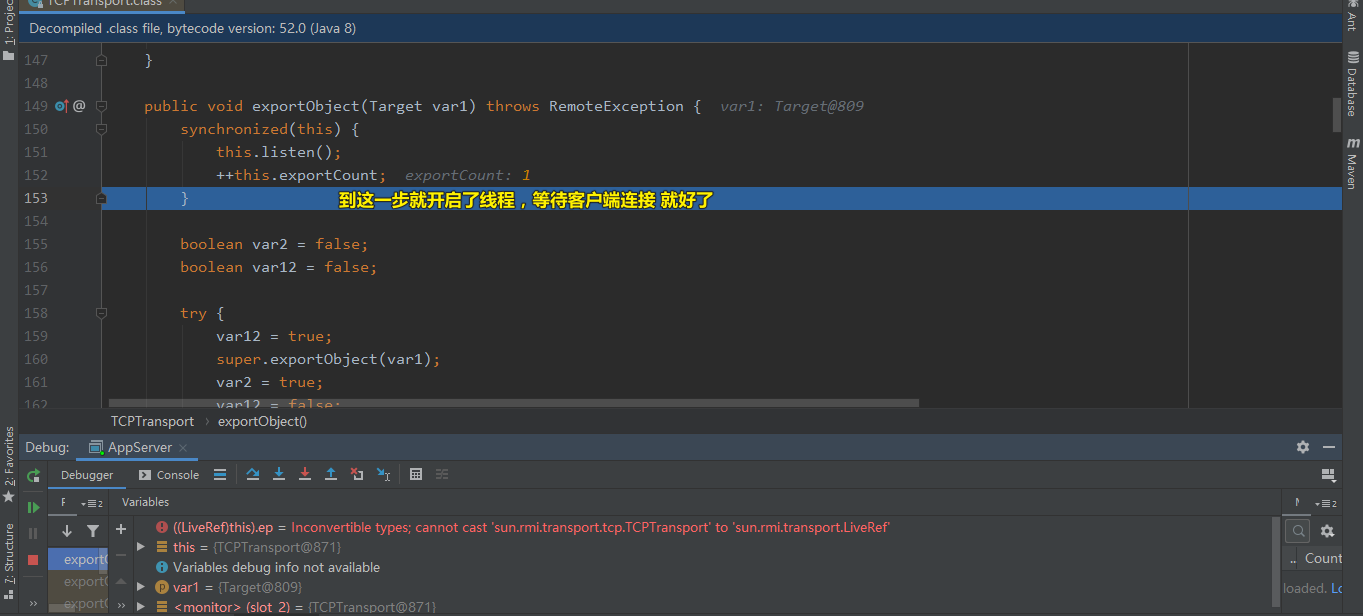 TCPTransport.class
1: Projec
Decompiled .class file, bytecode version: 52.0 (Java 8)
Ant
Database
Maven
147 }
148
149 @ public void exportObject(Target var1) throws RemoteException { var1: Target@809
150 synchronized(this) {
151 this.listen();
152 ++this.exportCount; exportCount: 1
153 } 到这一步就开启了线程，等待客户端连接 就好了
154
155 boolean var2 = false;
156 boolean var12 = false;
157
158 try {
159 var12 = true;
160 super.exportObject(var1);
161 var2 = true;
162 var12 = false;
TCPTransport › exportObject()
2: Favorites
7: Structure
Debug: AppServer
Debugger Console
F Variables
((LiveRef)this).ep = Inconvertible types; cannot cast 'sun.rmi.transport.tcp.TCPTransport' to 'sun.rmi.transport.LiveRef'
this = {TCPTransport@871}
Variables debug info not available
var1 = {Target@809}
<monitor> (slot 2) = {TCPTransport@871}
exportO
exportO
exportO
.. Count
loaded. Lo